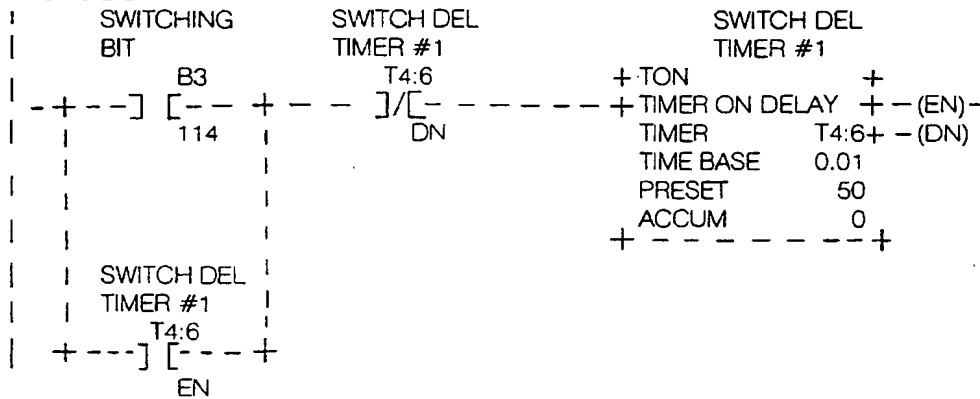 SWITCHING SWITCH DEL SWITCH DEL
BIT TIMER #1 TIMER #1
B3 T4:6 + TON +
- + - - - ] [ - - - + - - - ]/[ - - - - - - - - + TIMER ON DELAY + - (EN) -
114 DN TIMER T4:6 + - (DN)
TIME BASE 0.01
PRESET 50
ACCUM 0
+ - - - - - - - +
SWITCH DEL
TIMER #1
T4:6
+ - - - ] [ - - - +
EN